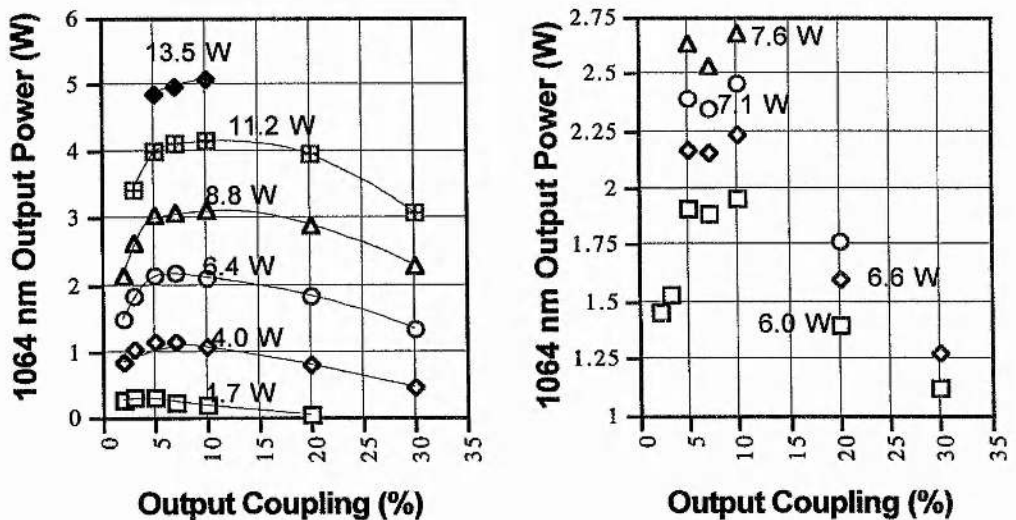 1064 nm Output Power (W)
6
5
4
3
2
1
0
13.5 W
11.2 W
8.8 W
6.4 W
4.0 W
1.7 W
0
5
10
15
20
25
30
35
Output Coupling (%)
1064 nm Output Power (W)
2.75
2.5
2.25
2
1.75
1.5
1.25
1
7.6 W
7.1 W
6.6 W
6.0 W
0
5
10
15
20
25
30
35
Output Coupling (%)